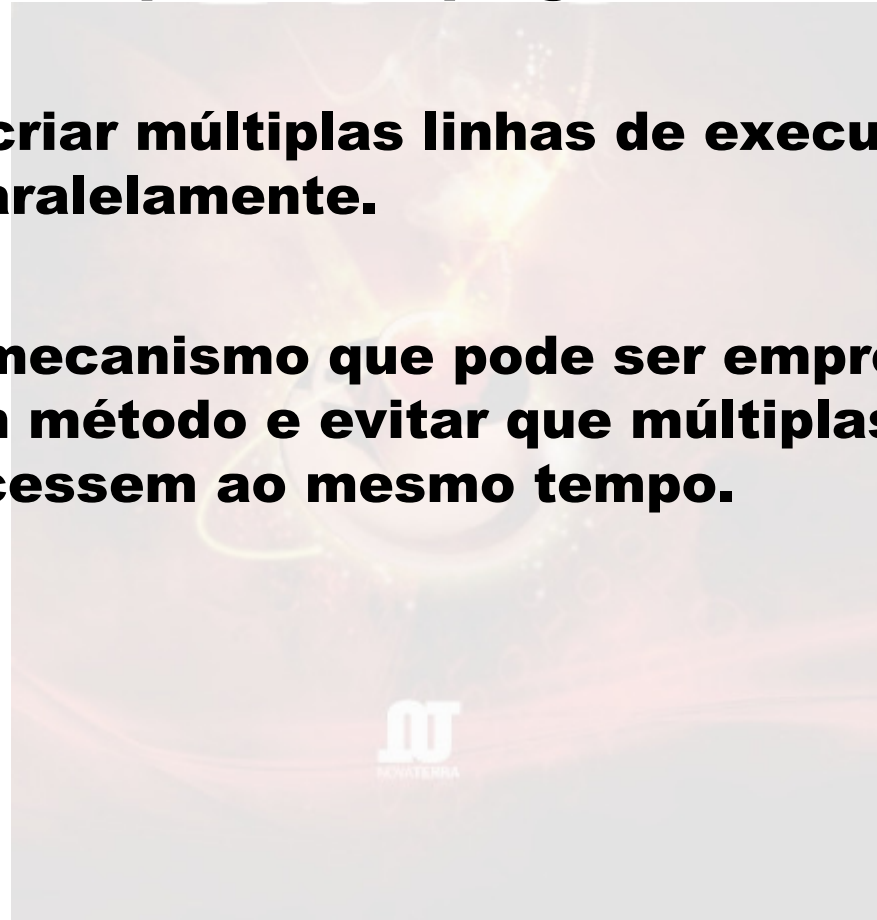 criar múltiplas linhas de execu
aralelamente.
mecanismo que pode ser empre
método e evitar que múltiplas
cessem ao mesmo tempo.
NOVATERRA